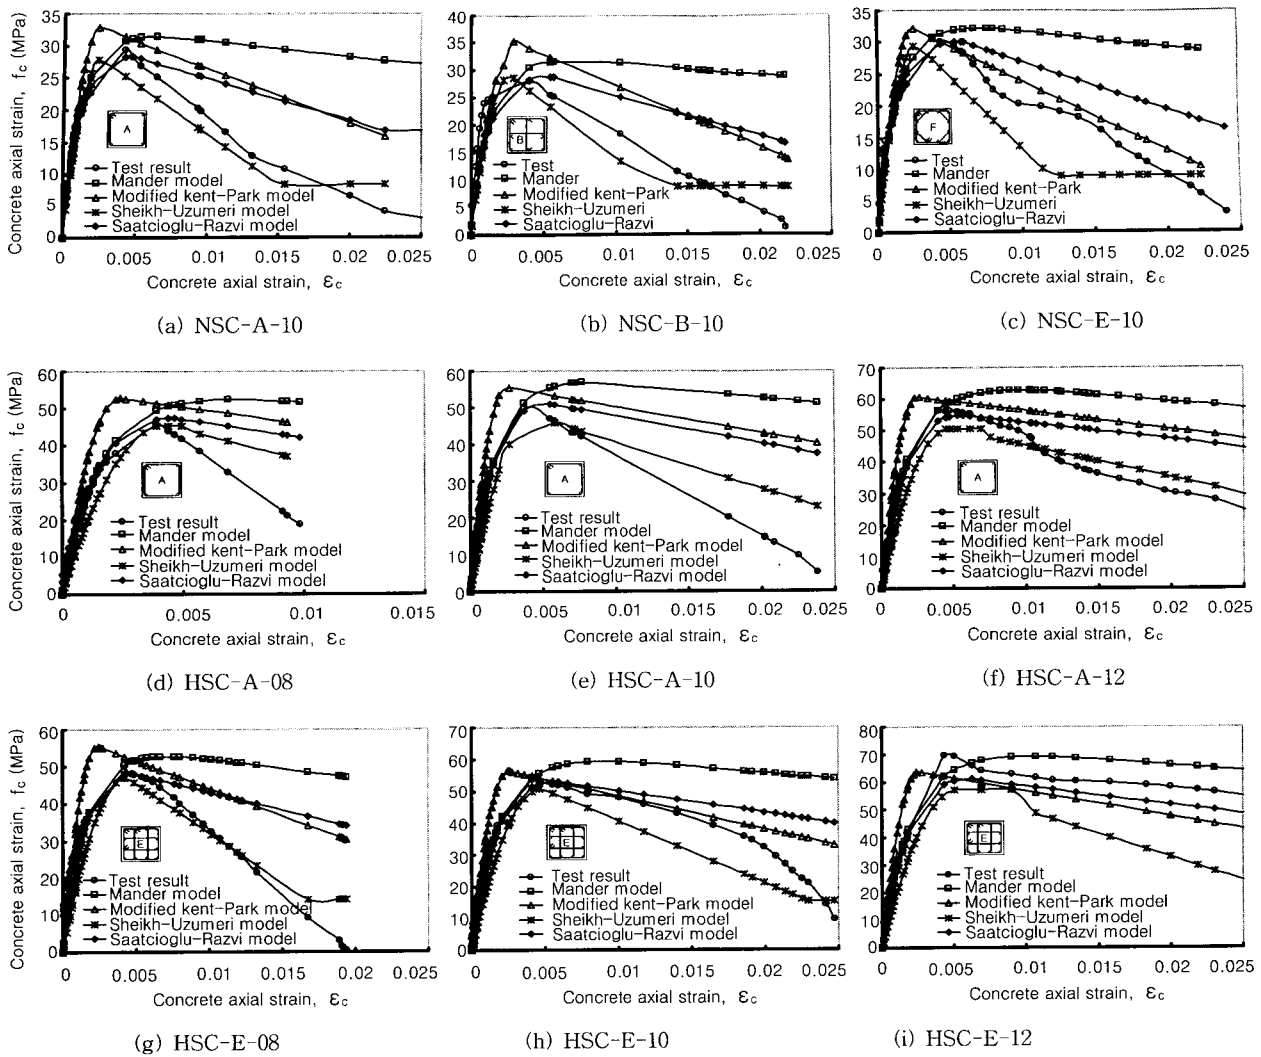 Concrete axial strain, fc (MPa)
35
30
25
20
15
10
5
0
A
Test result
Mander model
Modified kent-Park model
Sheikh-Uzumeri model
Saatcioglu-Razvi model
0 0.005 0.01 0.015 0.02 0.025
Concrete axial strain, εc
(a) NSC-A-10
40
35
30
25
20
15
10
5
0
B
Test
Mander
Modified kent-Park
Sheikh-Uzumeri
Saatcioglu-Razvi
0 0.005 0.01 0.015 0.02 0.025
Concrete axial strain, εc
(b) NSC-B-10
35
30
25
20
15
10
5
0
F
Test
Mander
Modified kent-Park
Sheikh-Uzumeri
Saatcioglu-Razvi
0 0.005 0.01 0.015 0.02 0.025
Concrete axial strain, εc
(c) NSC-E-10
Concrete axial strain, fc (MPa)
60
50
40
30
20
10
0
A
Test result
Mander model
Modified kent-Park model
Sheikh-Uzumeri model
Saatcioglu-Razvi model
0 0.005 0.01 0.015
Concrete axial strain, εc
(d) HSC-A-08
60
50
40
30
20
10
0
A
Test result
Mander model
Modified kent-Park model
Sheikh-Uzumeri model
Saatcioglu-Razvi model
0 0.005 0.01 0.015 0.02 0.025
Concrete axial strain, εc
(e) HSC-A-10
70
60
50
40
30
20
10
0
A
Test result
Mander model
Modified kent-Park model
Sheikh-Uzumeri model
Saatcioglu-Razvi model
0 0.005 0.01 0.015 0.02 0.025
Concrete axial strain, εc
(f) HSC-A-12
Concrete axial strain, fc (MPa)
60
50
40
30
20
10
0
E
Test result
Mander model
Modified kent-Park model
Sheikh-Uzumeri model
Saatcioglu-Razvi model
0 0.005 0.01 0.015 0.02 0.025
Concrete axial strain, εc
(g) HSC-E-08
70
60
50
40
30
20
10
0
E
Test result
Mander model
Modified kent-Park model
Sheikh-Uzumeri model
Saatcioglu-Razvi model
0 0.005 0.01 0.015 0.02 0.025
Concrete axial strain, εc
(h) HSC-E-10
80
70
60
50
40
30
20
10
0
E
Test result
Mander model
Modified kent-Park model
Sheikh-Uzumeri model
Saatcioglu-Razvi model
0 0.005 0.01 0.015 0.02 0.025
Concrete axial strain, εc
(i) HSC-E-12